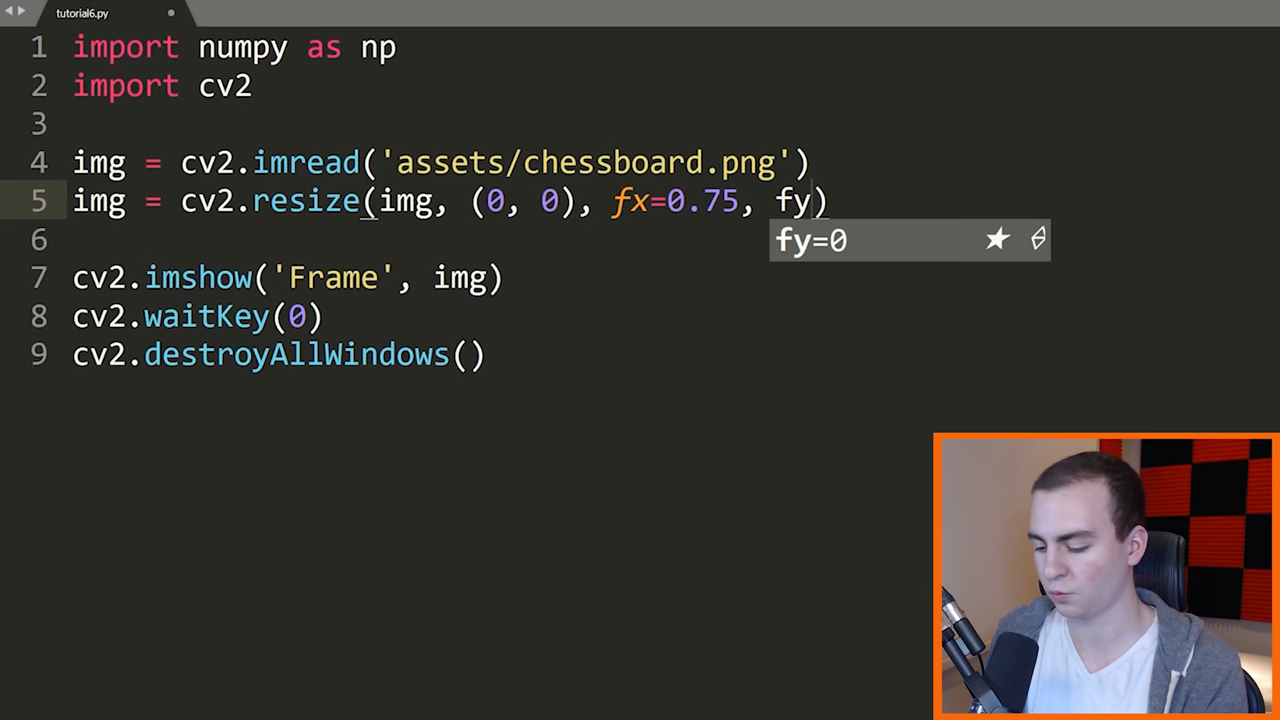 tutorial6.py
1 import numpy as np
2 import cv2
3
4 img = cv2.imread('assets/chessboard.png')
5 img = cv2.resize(img, (0, 0), fx=0.75, fy)
fy=0
6
7 cv2.imshow('Frame', img)
8 cv2.waitKey(0)
9 cv2.destroyAllWindows()